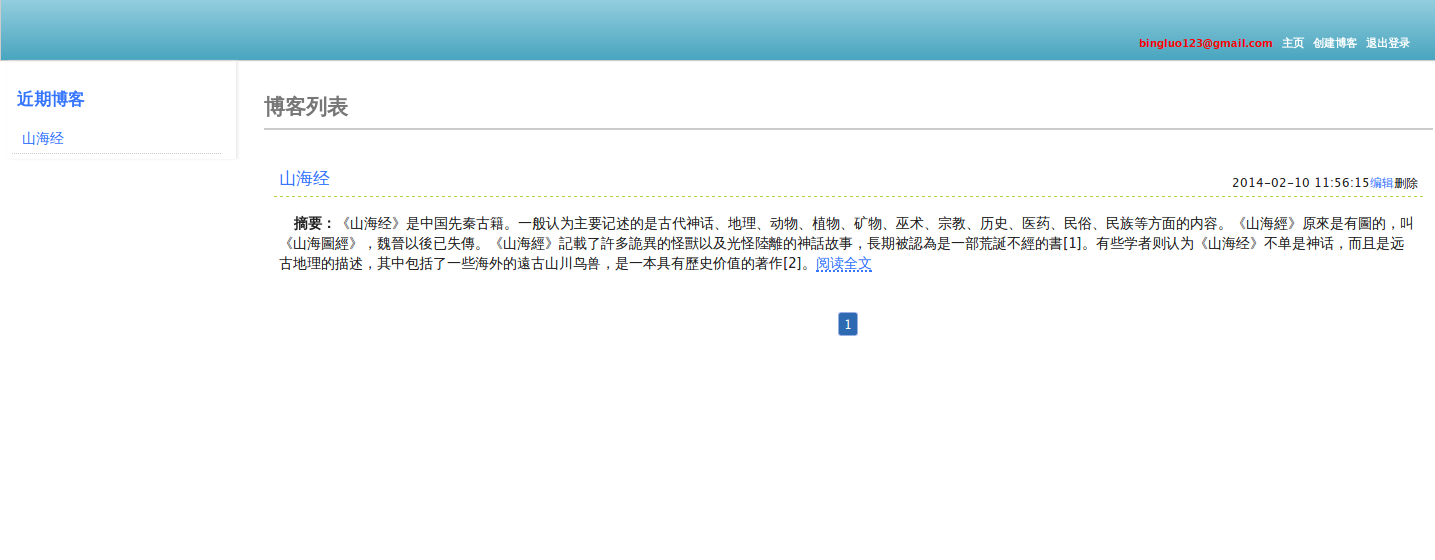 bingluo123@gmail.com 主页 创建博客 退出登录
近期博客
山海经
博客列表
山海经
2014-02-10 11:56:15编辑删除
摘要：《山海经》是中国先秦古籍。一般认为主要记述的是古代神话、地理、动物、植物、矿物、巫术、宗教、历史、医药、民俗、民族等方面的内容。《山海經》原來是有圖的，叫
《山海圖經》，魏晉以後已失傳。《山海經》記載了許多詭異的怪獸以及光怪陸離的神話故事，長期被認為是一部荒誕不經的書[1]。有些学者则认为《山海经》不单是神话，而且是远
古地理的描述，其中包括了一些海外的遠古山川鸟兽，是一本具有歷史价值的著作[2]。阅读全文
1